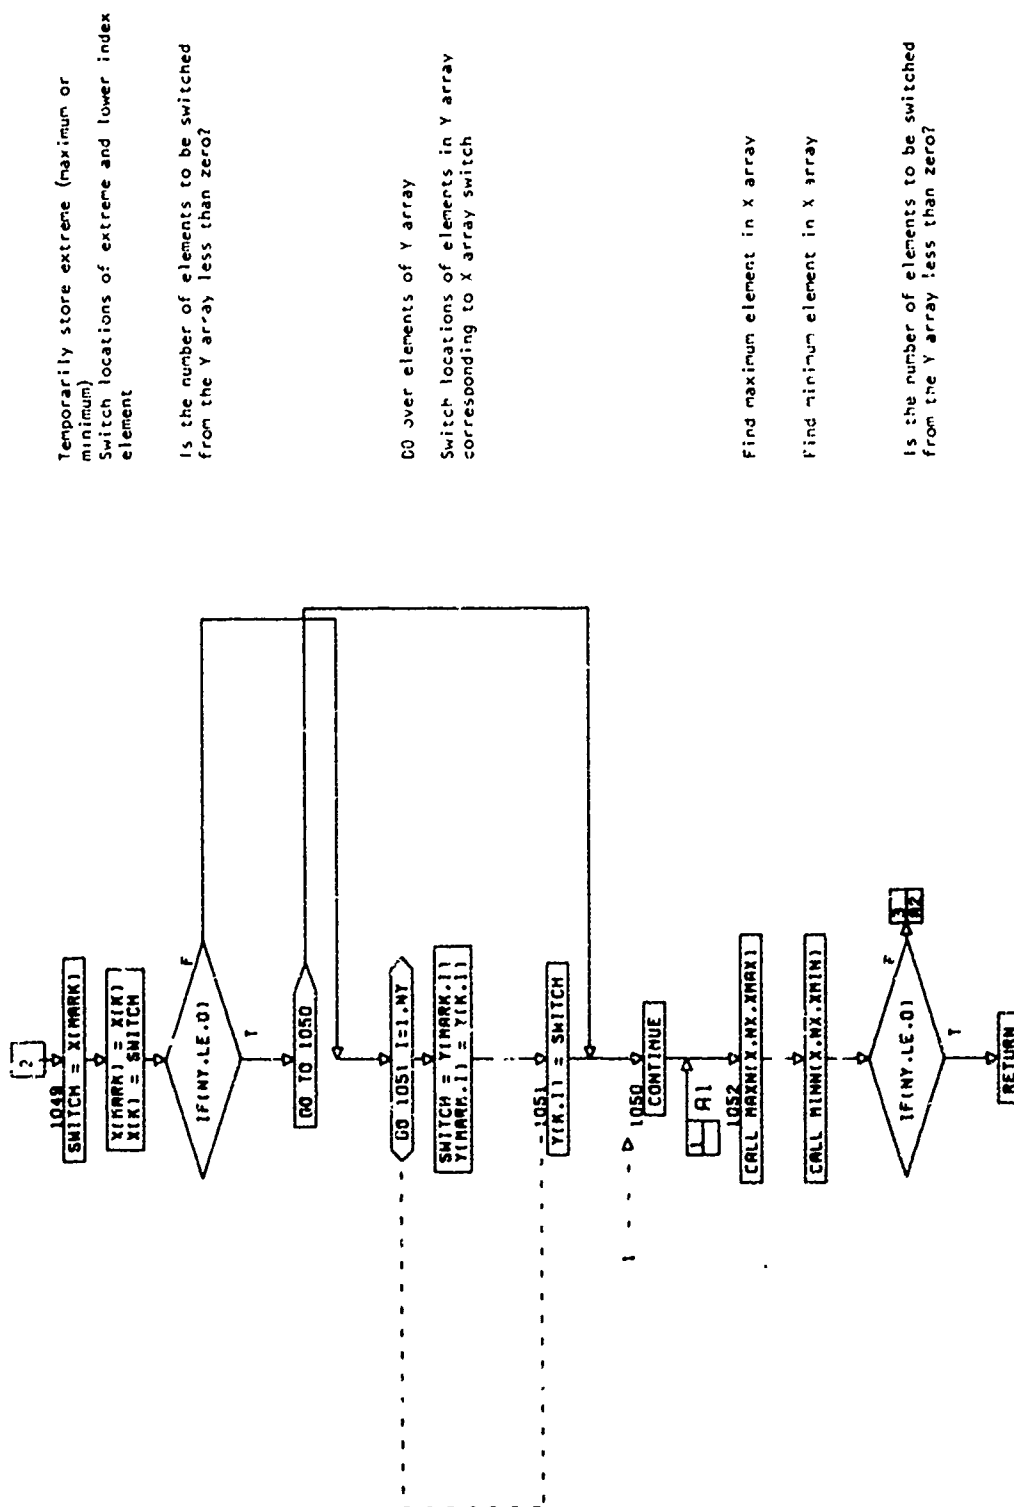 2
1049
SWITCH = X(MARK)
X(MARK) = X(K)
X(K) = SWITCH
IF(NY.LE.0)
F
T
GO TO 1050
DO 1051 I=1.NY
SWITCH = Y(MARK.I)
Y(MARK.I) = Y(K.I)
1051
Y(K.I) = SWITCH
1
1050
CONTINUE
1
A1
1052
CALL MAXN(X.NX.XMAX)
CALL MINN(X.NX.XMIN)
IF(NY.LE.0)
F
3
A2
T
RETURN
Temporarily store extreme (maximum or
minimum)
Switch locations of extreme and lower index
element
Is the number of elements to be switched
from the Y array less than zero?
DO over elements of Y array
Switch locations of elements in Y array
corresponding to X array switch
Find maximum element in X array
Find minimum element in X array
Is the number of elements to be switched
from the Y array less than zero?